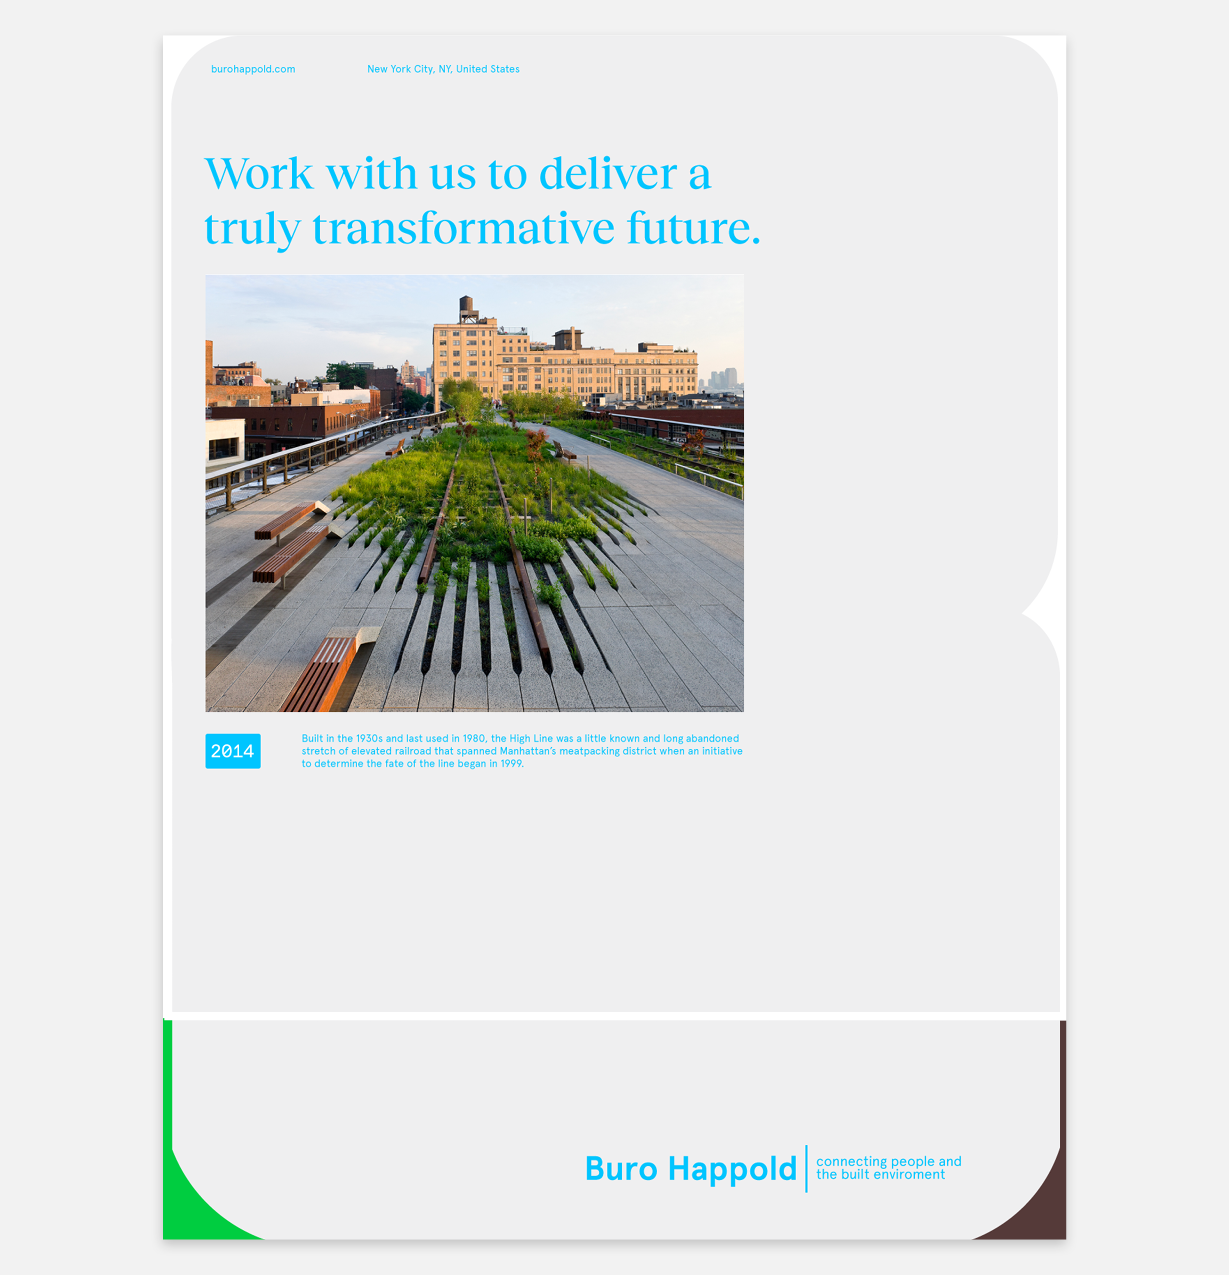 burohappold.com
New York City, NY, United States
Work with us to deliver a
truly transformative future.
2014
Built in the 1930s and last used in 1980, the High Line was a little known and long abandoned
stretch of elevated railroad that spanned Manhattan’s meatpacking district when an initiative
to determine the fate of the line began in 1999.
Buro Happold
connecting people and
the built enviroment